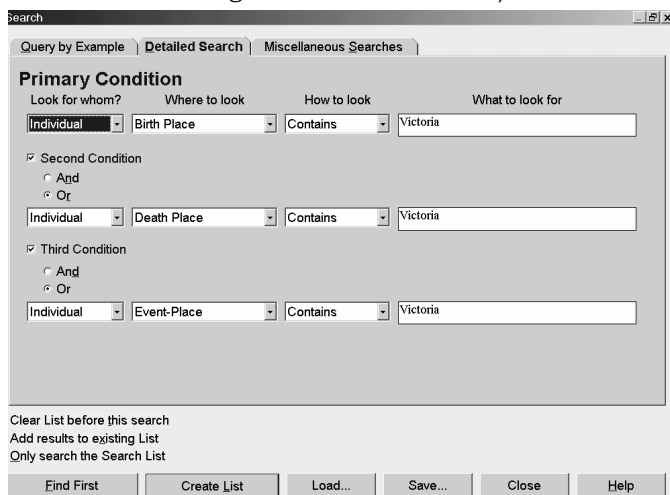 Search
Query by Example Detailed Search Miscellaneous Searches
Primary Condition
Look for whom? Where to look How to look What to look for
Individual Birth Place Contains Victoria
Second Condition
And
Or
Individual Death Place Contains Victoria
Third Condition
And
Or
Individual Event-Place Contains Victoria
Clear List before this search
Add results to existing List
Only search the Search List
Find First Create List Load... Save... Close Help